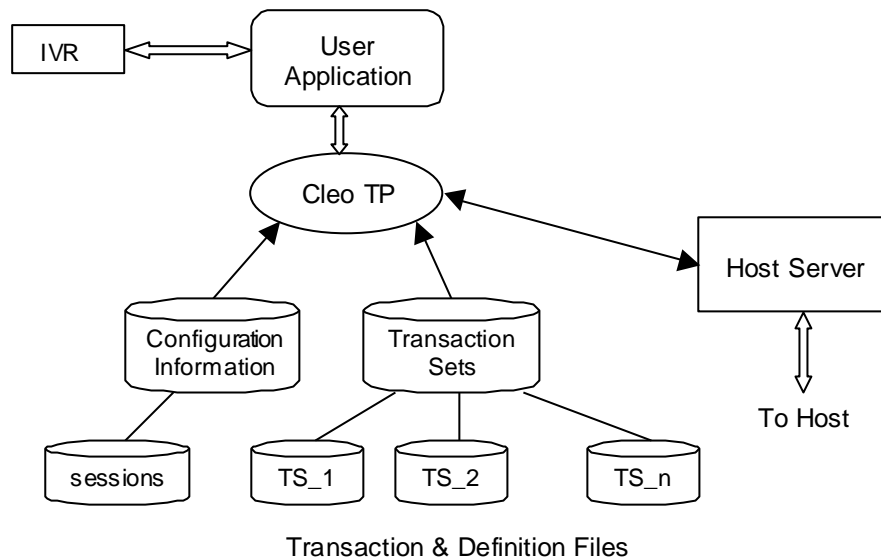 IVR
User
Application
Cleo TP
Host Server
Configuration
Information
Transaction
Sets
To Host
sessions
TS_1
TS_2
TS_n
Transaction & Definition Files